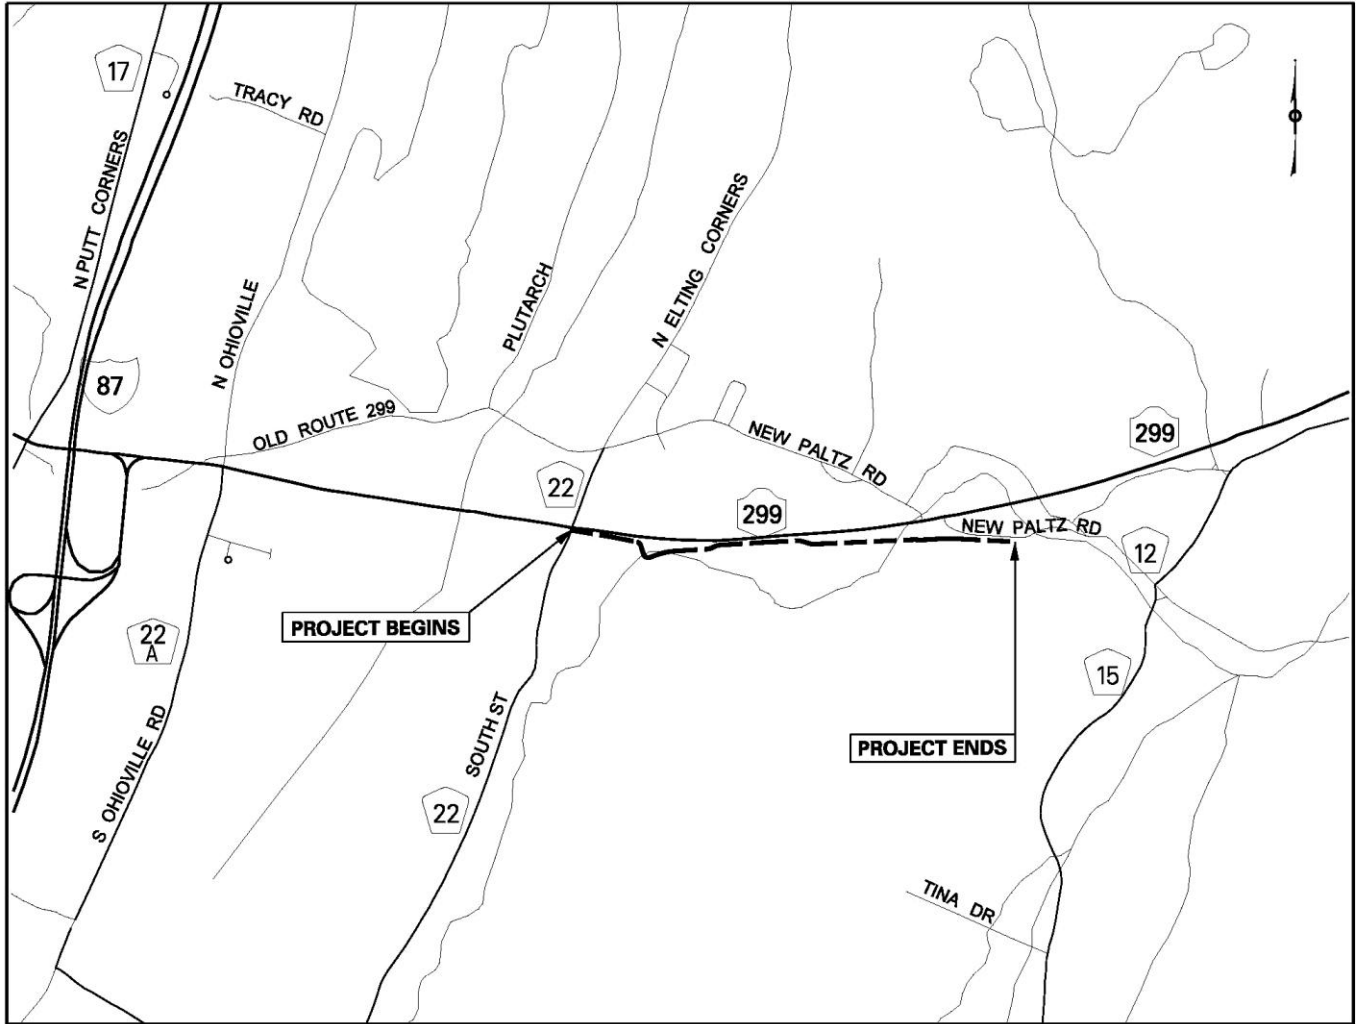 17
TRACY RD
N PUTT CORNERS
N ELTING CORNERS
PLUTARCH
N OHIOVILLE
87
OLD ROUTE 299
NEW PALTZ RD
299
22
299
NEW PALTZ RD
12
PROJECT BEGINS
22
A
15
SOUTH ST
S OHIOVILLE RD
PROJECT ENDS
22
TINA DR